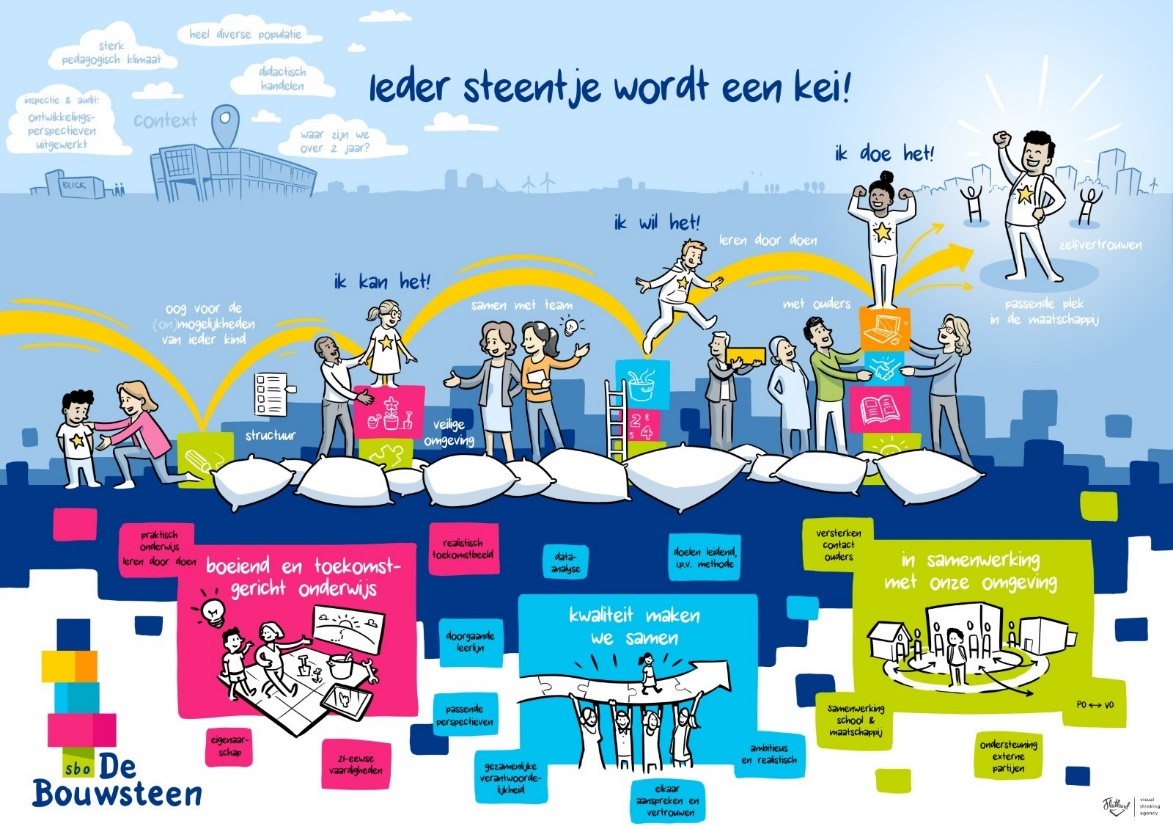 Ieder steentje wordt een kei!
sterk
pedagogisch klimaat
heel diverse populatie
didactisch
handelen
inspectie & audit:
ontwikkelings-
perspectieven
uitgewerkt
context
waar zijn we
over 2 jaar?
BLICK
ik kan het!
ik wil het!
ik doe het!
oog voor de
(on)mogelijkheden
van ieder kind
samen met team
leren door doen
met ouders
zelfvertrouwen
passende plek
in de maatschappij
structuur
veilige
omgeving
praktisch
onderwijs
leren door doen
boeiend en toekomst-
gericht onderwijs
realistisch
toekomstbeeld
eigenaar-
schap
21-eeuwse
vaardigheden
data-
analyse
doelen leidend,
i.p.v. methode
kwaliteit maken
we samen
doorgaande
leerlijn
passende
perspectieven
gezamenlijke
verantwoorde-
lijkheid
elkaar
aanspreken en
vertrouwen
ambitieus
en realistisch
versterken
contact
ouders
in samenwerking
met onze omgeving
samenwerking
school &
maatschappij
PO ↔ VO
ondersteuning
externe
partijen
sbo De
Bouwsteen
visual
thinking
agency